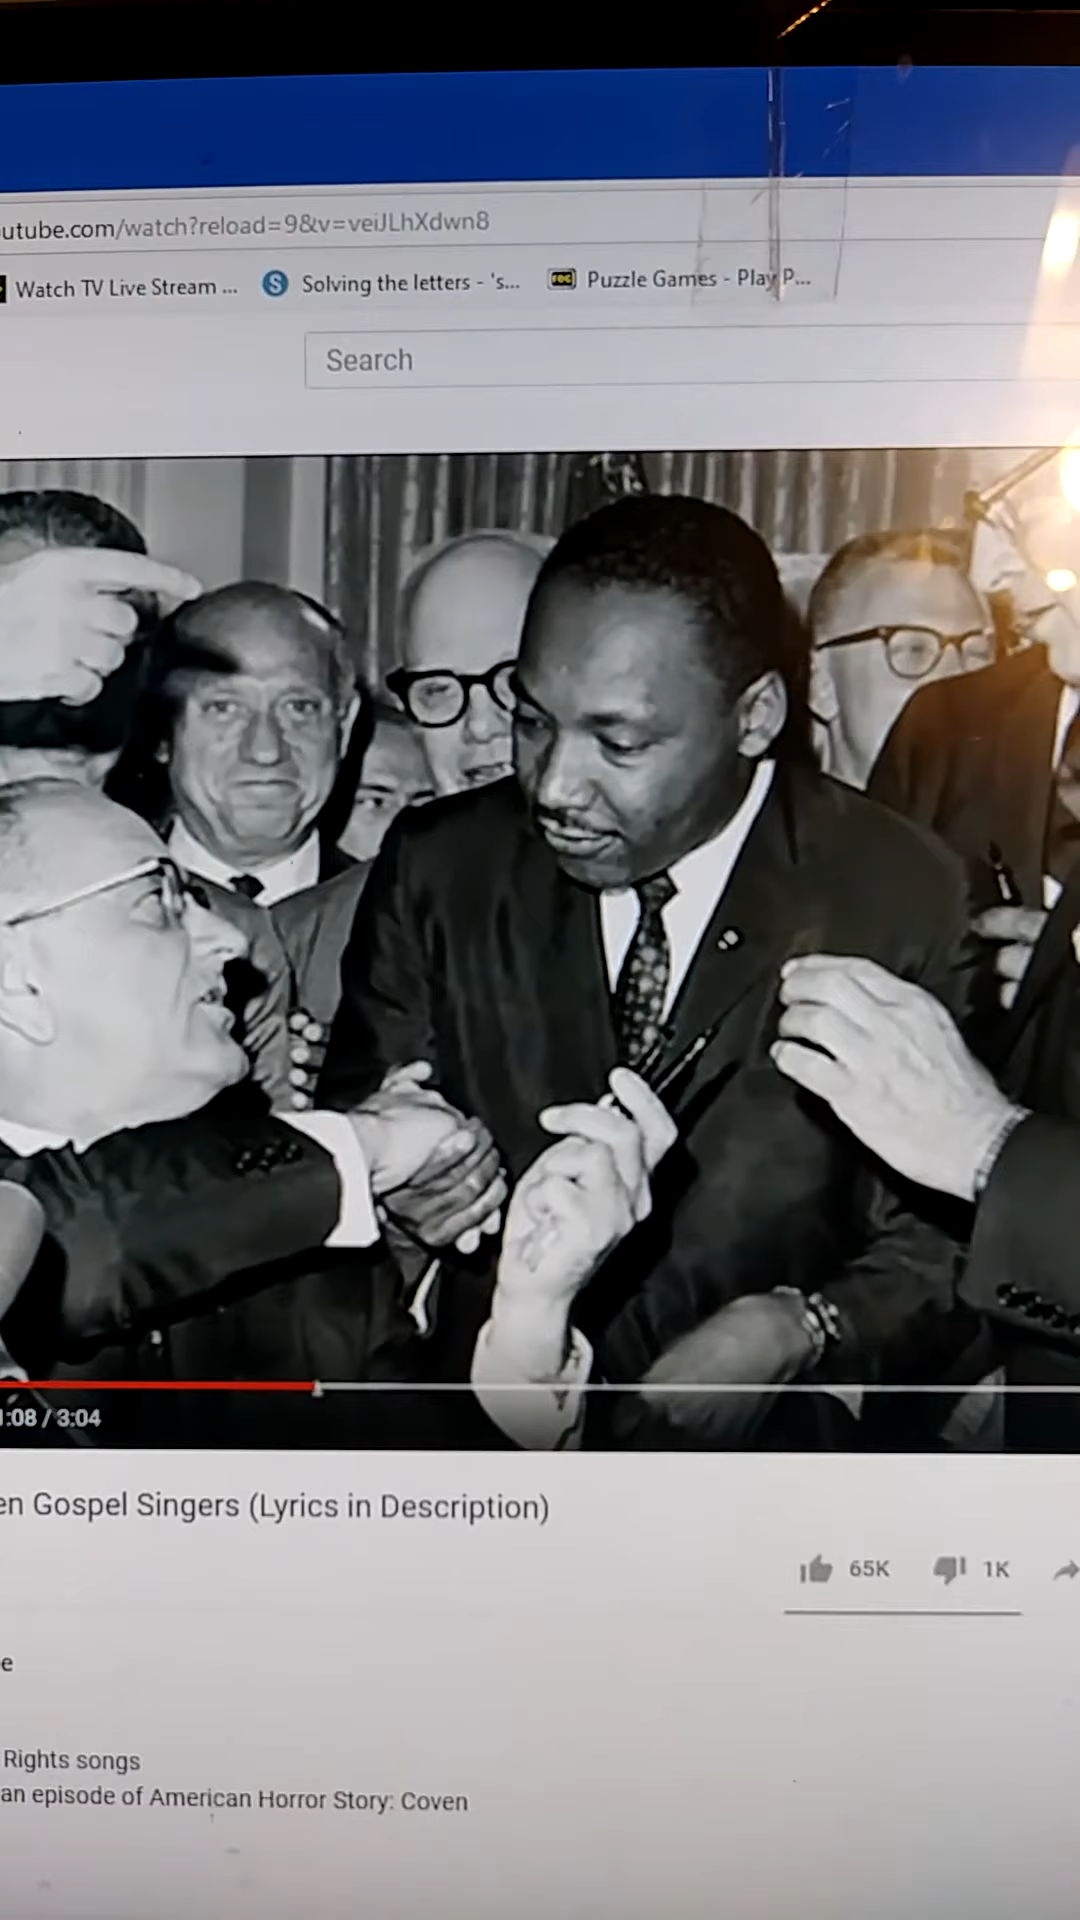 utube.com/watch?reload=9&v=veiJLhXdwn8
Watch TV Live Stream ... Solving the letters - 's... Puzzle Games - Play P...
Search
1:08 / 3:04
en Gospel Singers (Lyrics in Description)
65K 1K
e
Rights songs
an episode of American Horror Story: Coven